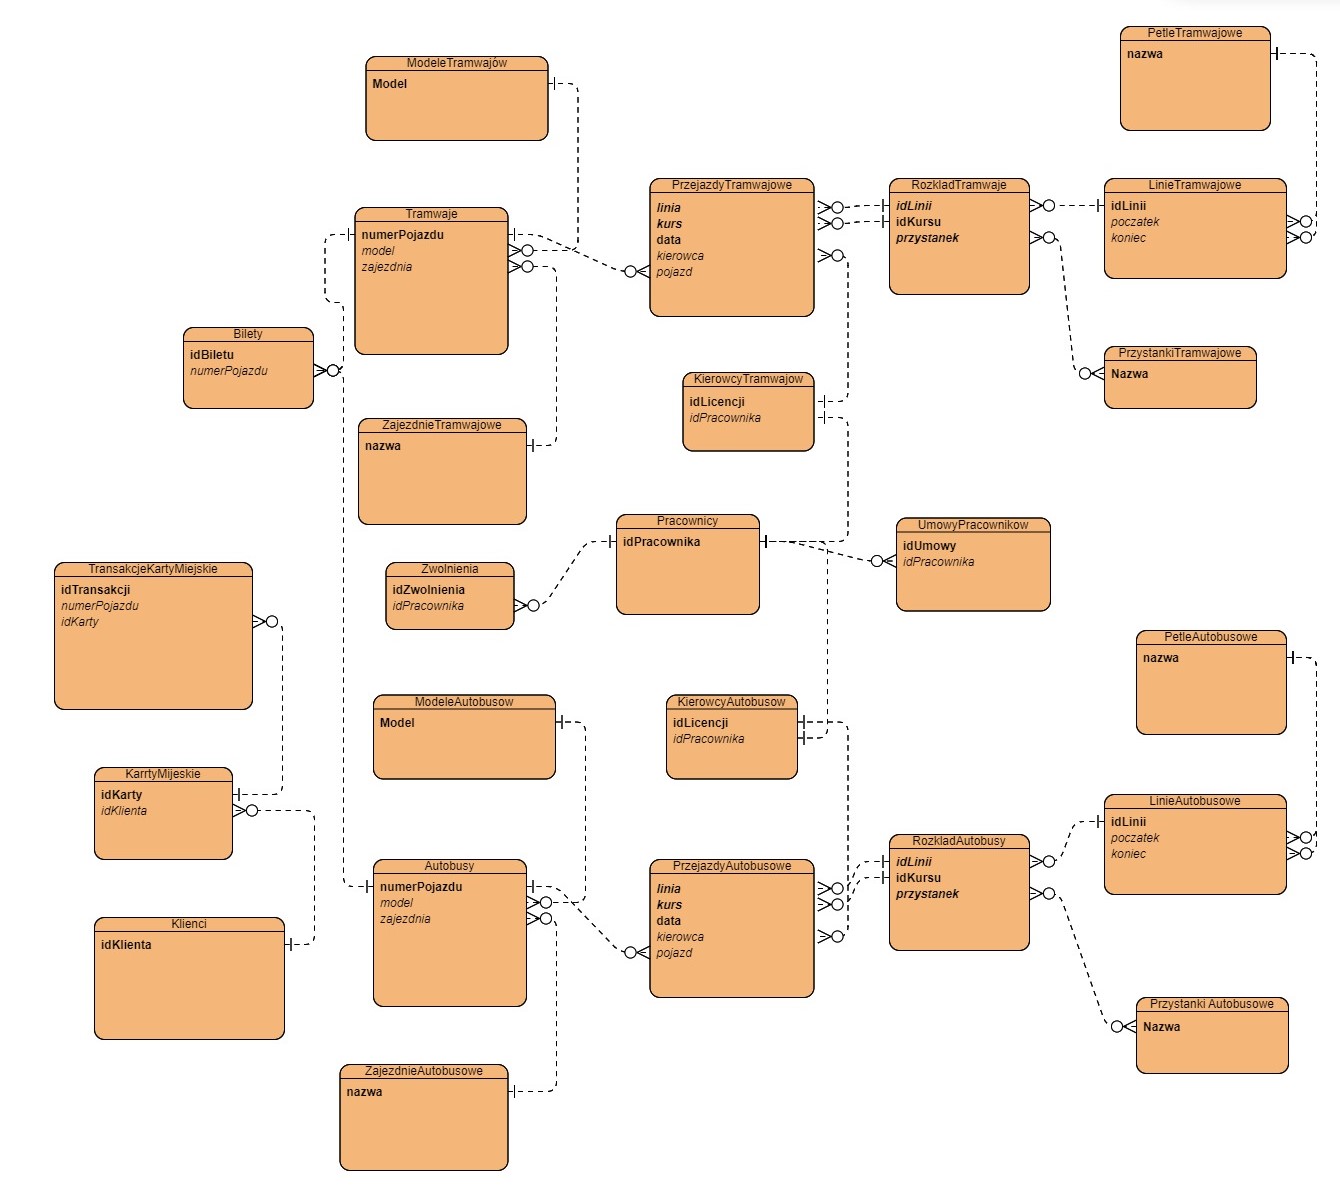 PetleTramwajowe
nazwa
ModeleTramwajów
Model
PrzejazdyTramwajowe
linia
kurs
data
kierowca
pojazd
RozkladTramwaje
idLinii
idKursu
przystanek
LinieTramwajowe
idLinii
poczatek
koniec
Tramwaje
numerPojazdu
model
zajezdnia
Bilety
idBiletu
numerPojazdu
PrzystankiTramwajowe
Nazwa
KierowcyTramwajow
idLicencji
idPracownika
ZajezdnieTramwajowe
nazwa
Pracownicy
idPracownika
UmowyPracownikow
idUmowy
idPracownika
TransakcjeKartyMiejskie
idTransakcji
numerPojazdu
idKarty
Zwolnienia
idZwolnienia
idPracownika
PetleAutobusowe
nazwa
ModeleAutobusow
Model
KierowcyAutobusow
idLicencji
idPracownika
KarrtyMijeskie
idKarty
idKlienta
LinieAutobusowe
idLinii
poczatek
koniec
RozkladAutobusy
idLinii
idKursu
przystanek
Autobusy
numerPojazdu
model
zajezdnia
PrzejazdyAutobusowe
linia
kurs
data
kierowca
pojazd
Klienci
idKlienta
Przystanki Autobusowe
Nazwa
ZajezdnieAutobusowe
nazwa